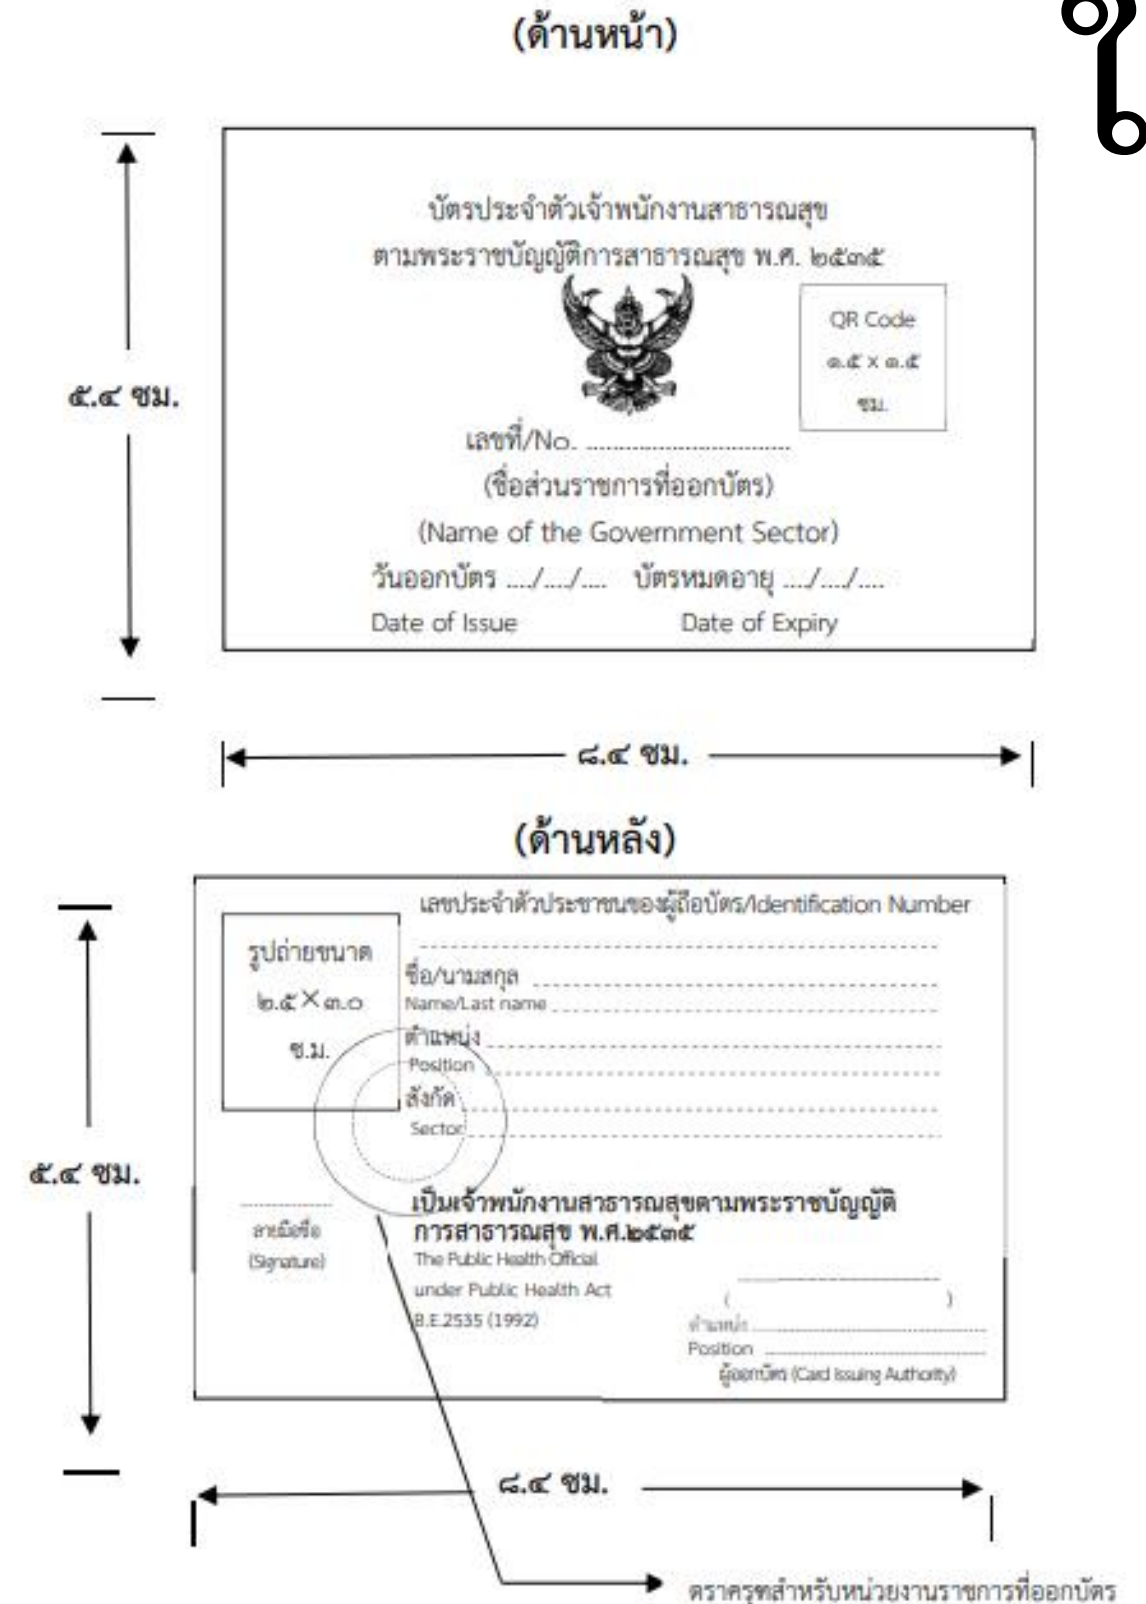 (ด้านหน้า)
บัตรประจำตัวเจ้าพนักงานสาธารณสุข
ตามพระราชบัญญัติการสาธารณสุข พ.ศ. ๒๕๓๕
QR Code
๑.๕ × ๑.๕
ซม.
๕.๔ ซม.
เลขที่/No. ........................................
(ชื่อส่วนราชการที่ออกบัตร)
(Name of the Government Sector)
วันออกบัตร ..../..../.... บัตรหมดอายุ ..../..../....
Date of Issue Date of Expiry
๘.๔ ซม.
(ด้านหลัง)
เลขประจำตัวประชาชนของผู้ถือบัตร/Identification Number
รูปถ่ายขนาด
๒.๕×๓.๐
ซ.ม.
ชื่อ/นามสกุล
Name/Last name
ตำแหน่ง
Position
สังกัด
Sector
๕.๔ ซม.
ลายมือชื่อ
(Signature)
เป็นเจ้าพนักงานสาธารณสุขตามพระราชบัญญัติ
การสาธารณสุข พ.ศ.๒๕๓๕
The Public Health Official
under Public Health Act
B.E.2535 (1992)
( )
ตำแหน่ง
Position
ผู้ออกบัตร (Card Issuing Authority)
๘.๔ ซม.
ตราครุฑสำหรับหน่วยงานราชการที่ออกบัตร